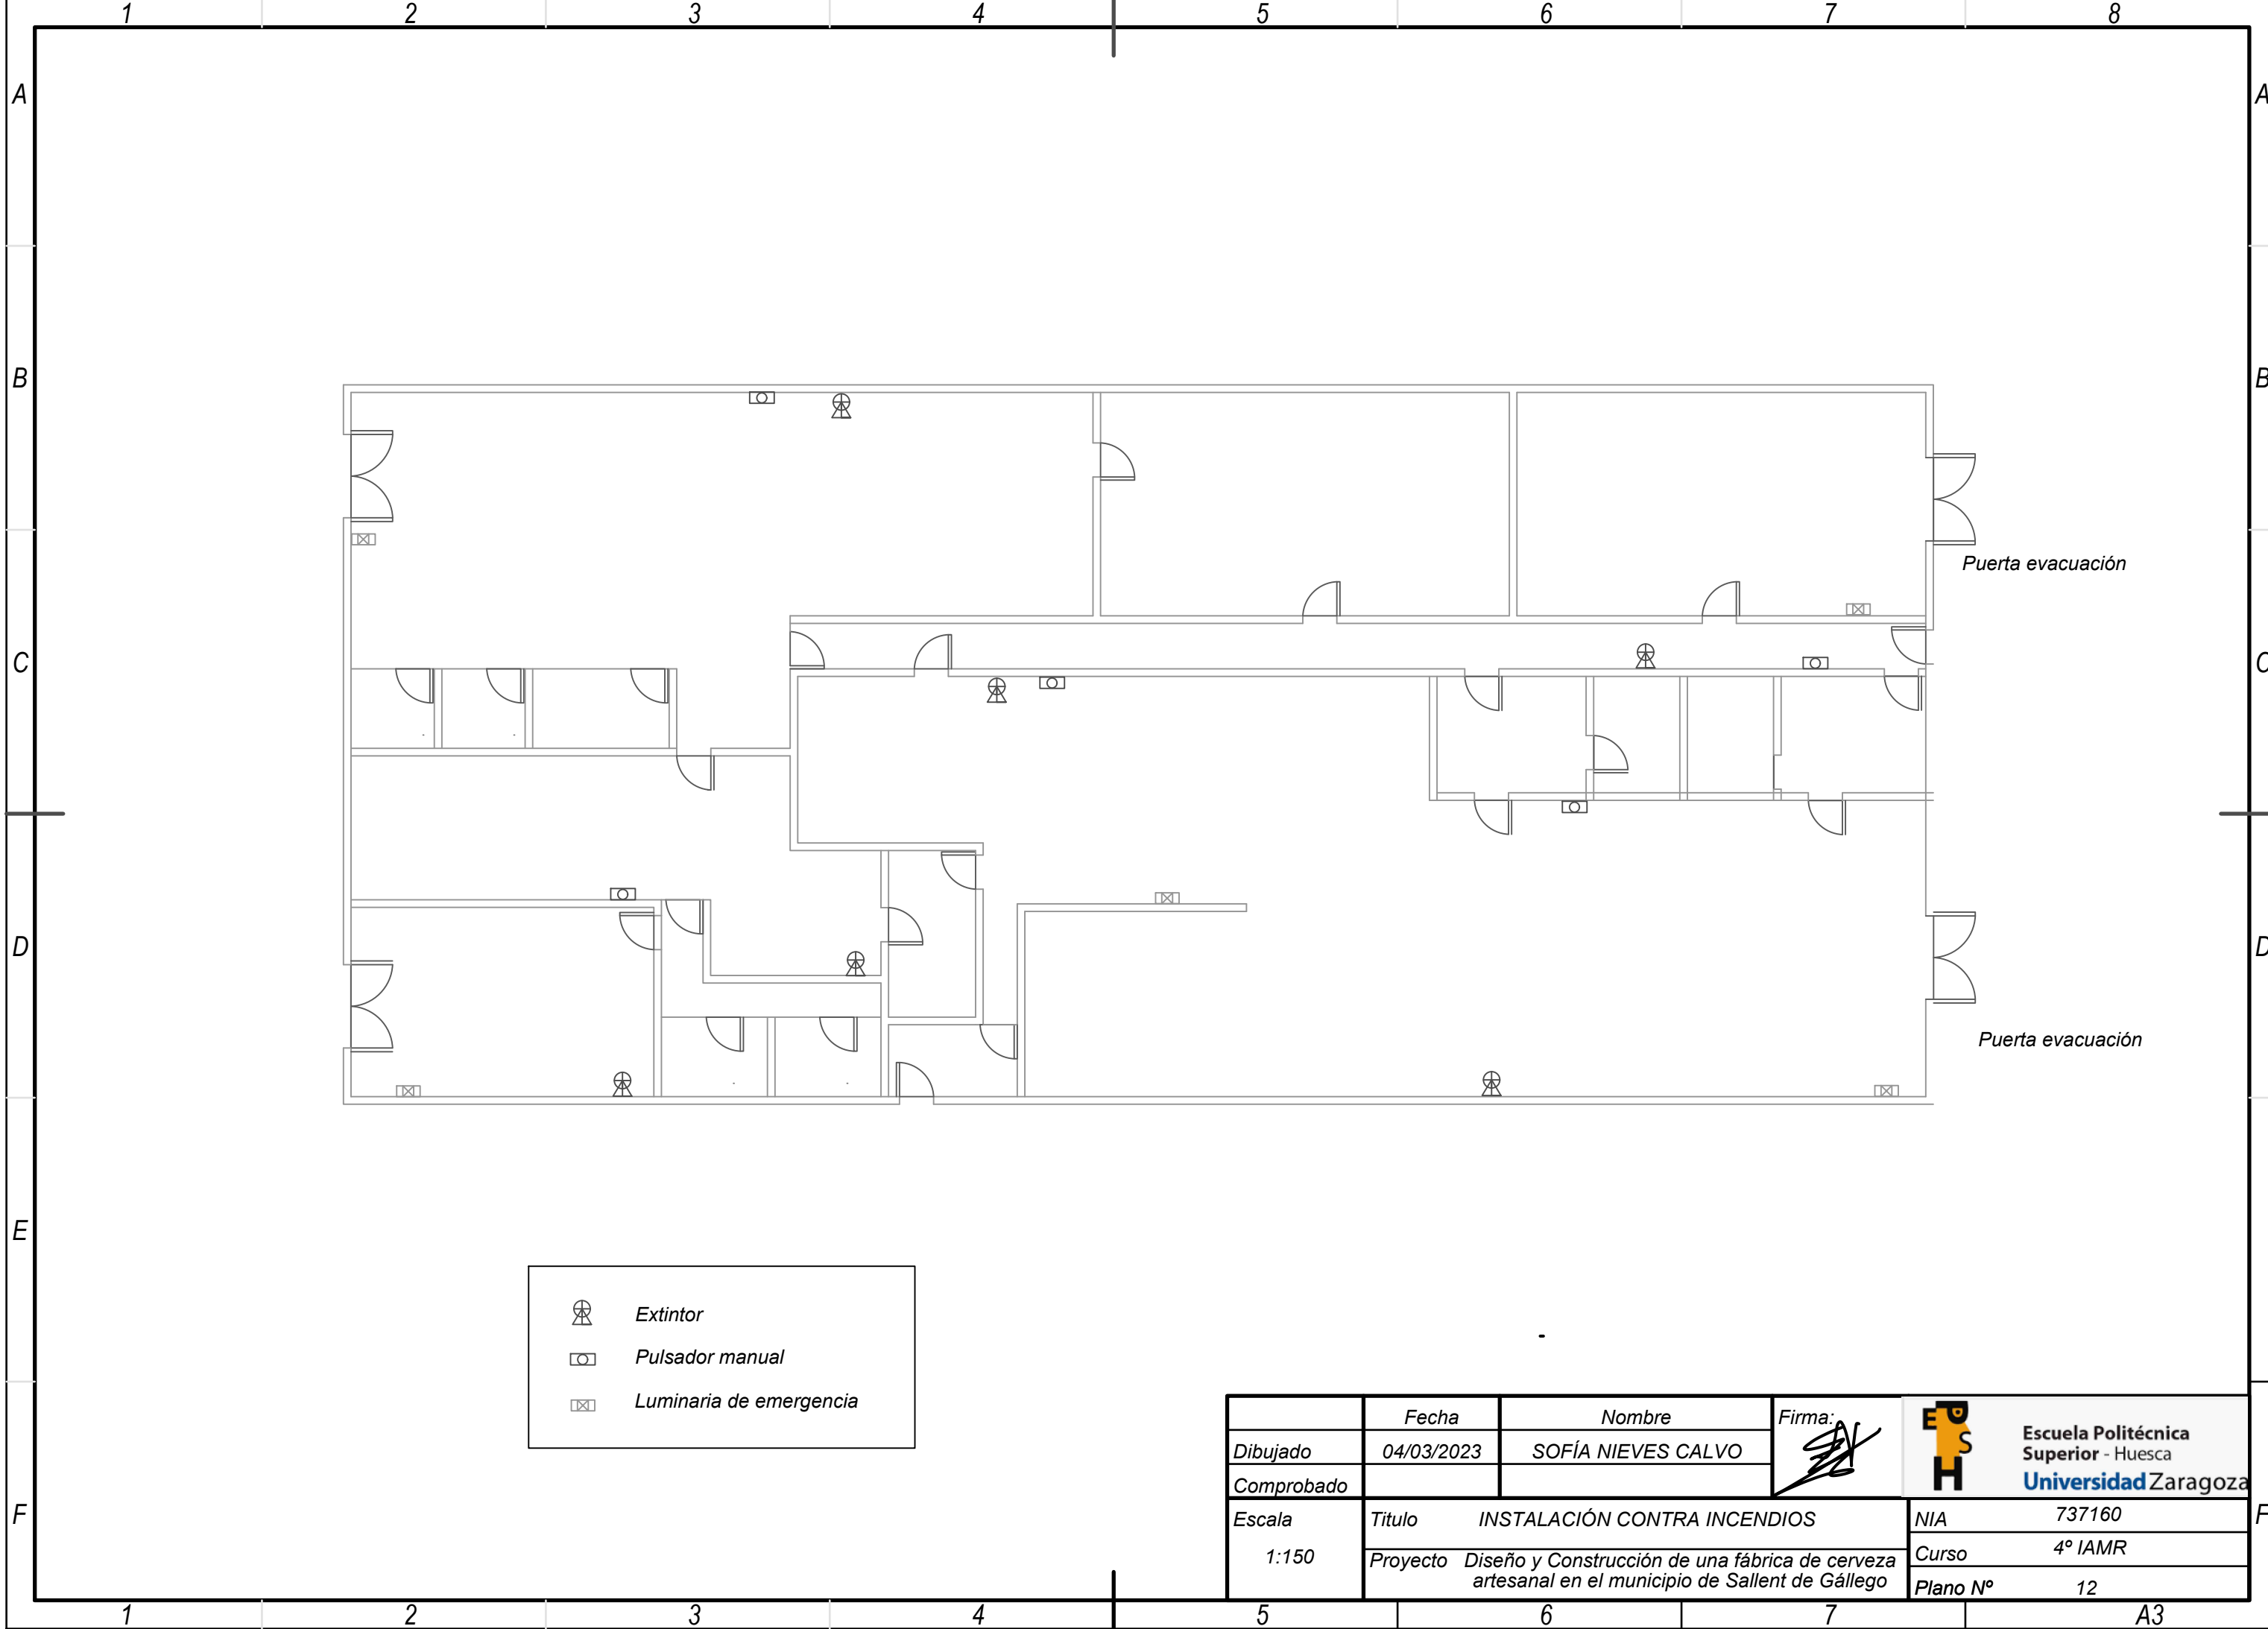 1 2 3 4 5 6 7 8
A A
B B
Puerta evacuación
C C
D D
Puerta evacuación
E
Extintor
Pulsador manual
Luminaria de emergencia
Fecha Nombre Firma:
Dibujado 04/03/2023 SOFÍA NIEVES CALVO
Comprobado
E P S H
Escuela Politécnica
Superior - Huesca
Universidad Zaragoza
Escala
1:150
Titulo INSTALACIÓN CONTRA INCENDIOS
Proyecto Diseño y Construcción de una fábrica de cerveza
artesanal en el municipio de Sallent de Gállego
NIA 737160
Curso 4º IAMR
Plano Nº 12
F F
1 2 3 4 5 6 7 A3